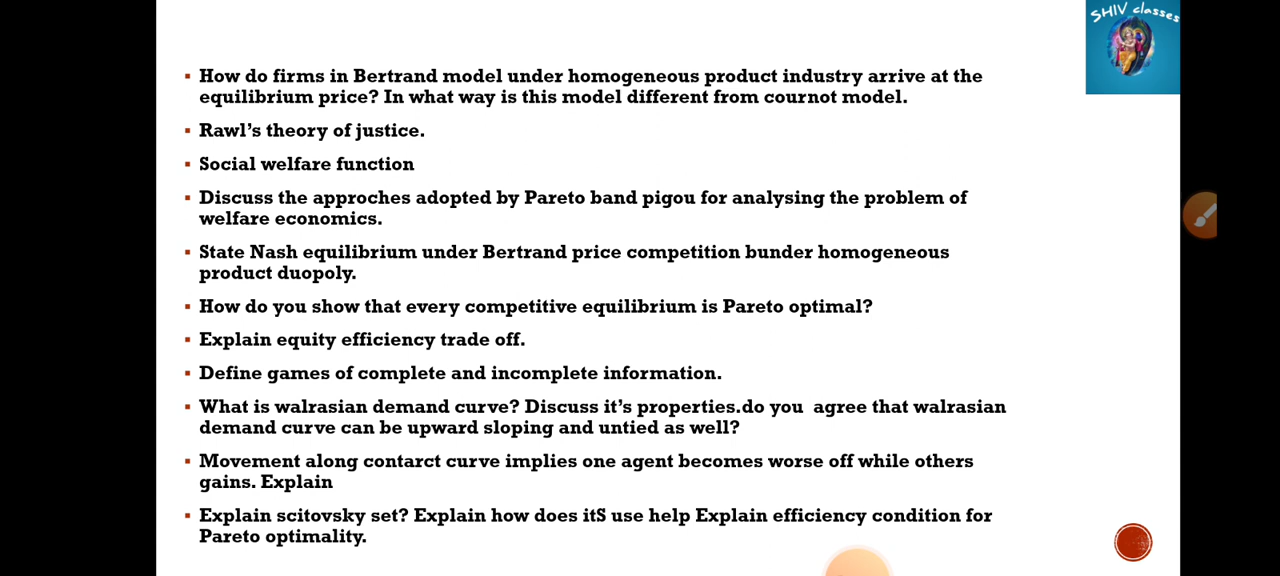 SHIV classes
▪ How do firms in Bertrand model under homogeneous product industry arrive at the
equilibrium price? In what way is this model different from cournot model.
▪ Rawl's theory of justice.
▪ Social welfare function
▪ Discuss the approches adopted by Pareto band pigou for analysing the problem of
welfare economics.
▪ State Nash equilibrium under Bertrand price competition bunder homogeneous
product duopoly.
▪ How do you show that every competitive equilibrium is Pareto optimal?
▪ Explain equity efficiency trade off.
▪ Define games of complete and incomplete information.
▪ What is walrasian demand curve? Discuss it's properties.do you agree that walrasian
demand curve can be upward sloping and untied as well?
▪ Movement along contarct curve implies one agent becomes worse off while others
gains. Explain
▪ Explain scitovsky set? Explain how does itS use help Explain efficiency condition for
Pareto optimality.